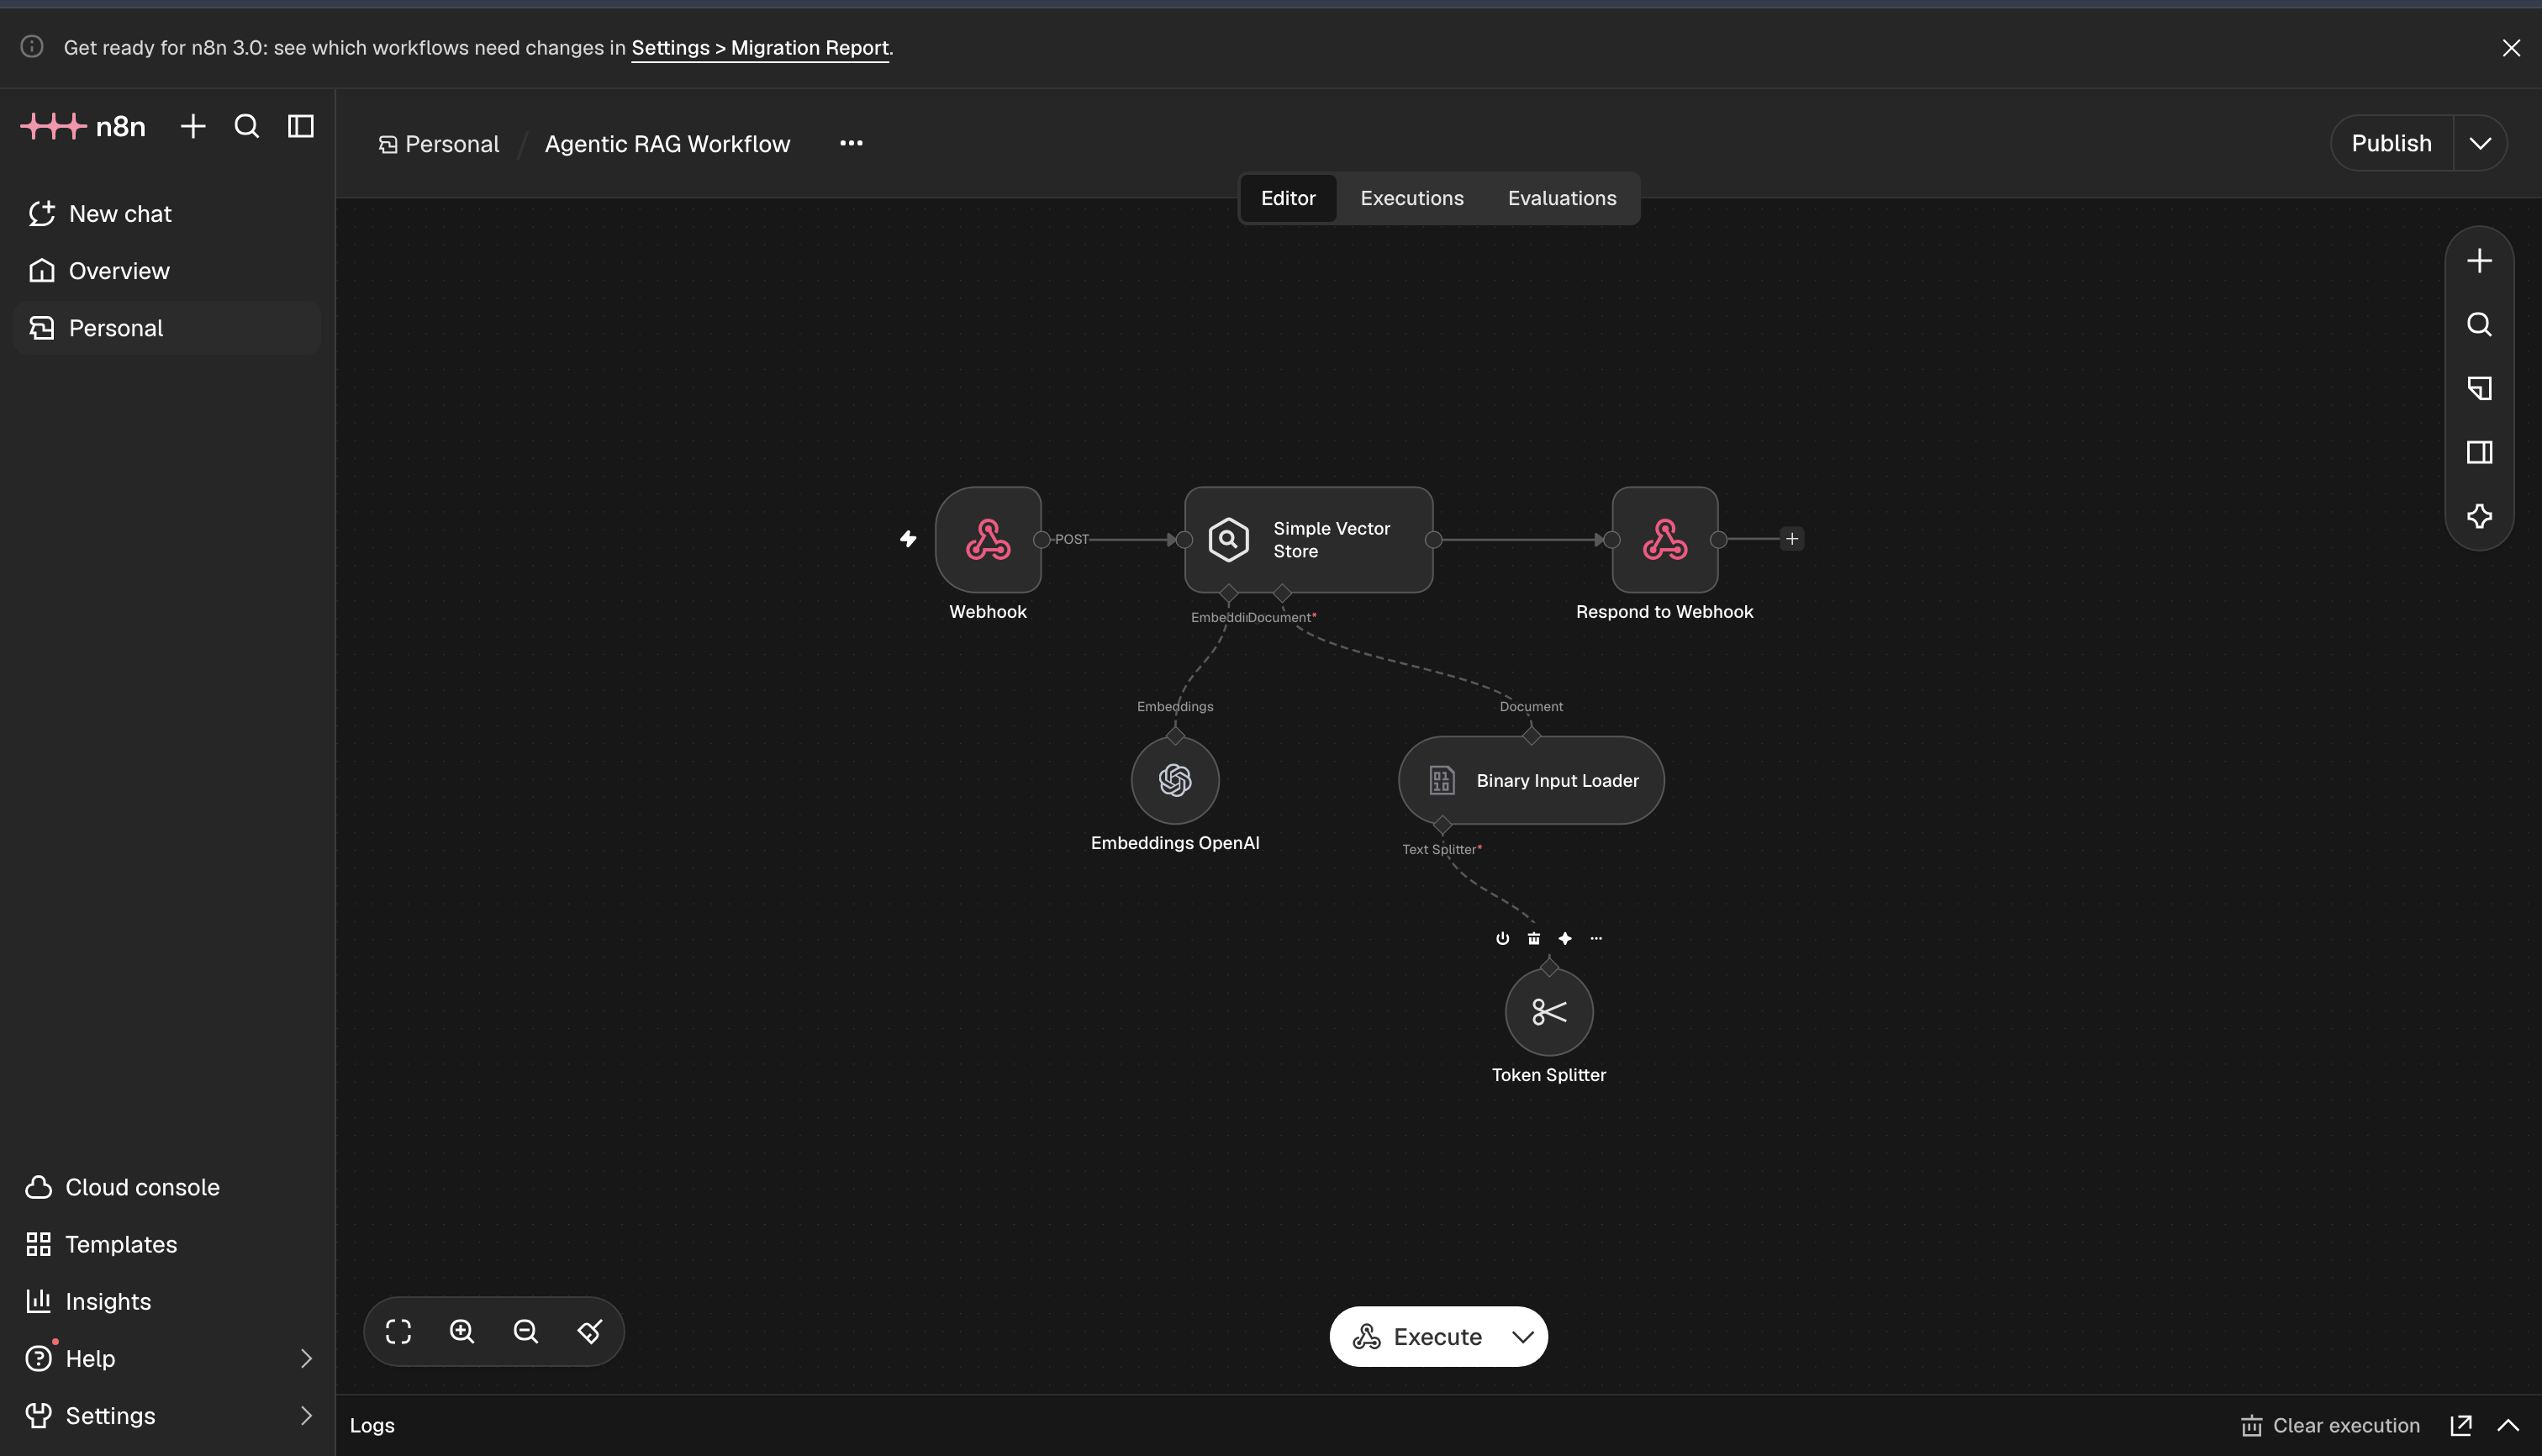 Get ready for n8n 3.0: see which workflows need changes in Settings > Migration Report.
n8n
New chat
Overview
Personal
Personal / Agentic RAG Workflow
Publish
Editor
Executions
Evaluations
POST
Simple Vector
Store
Webhook
Respond to Webhook
Document*
Embeddings
Document
Binary Input Loader
Embeddings OpenAI
Text Splitter*
Token Splitter
Cloud console
Templates
Insights
Help
Settings
Execute
Logs
Clear execution